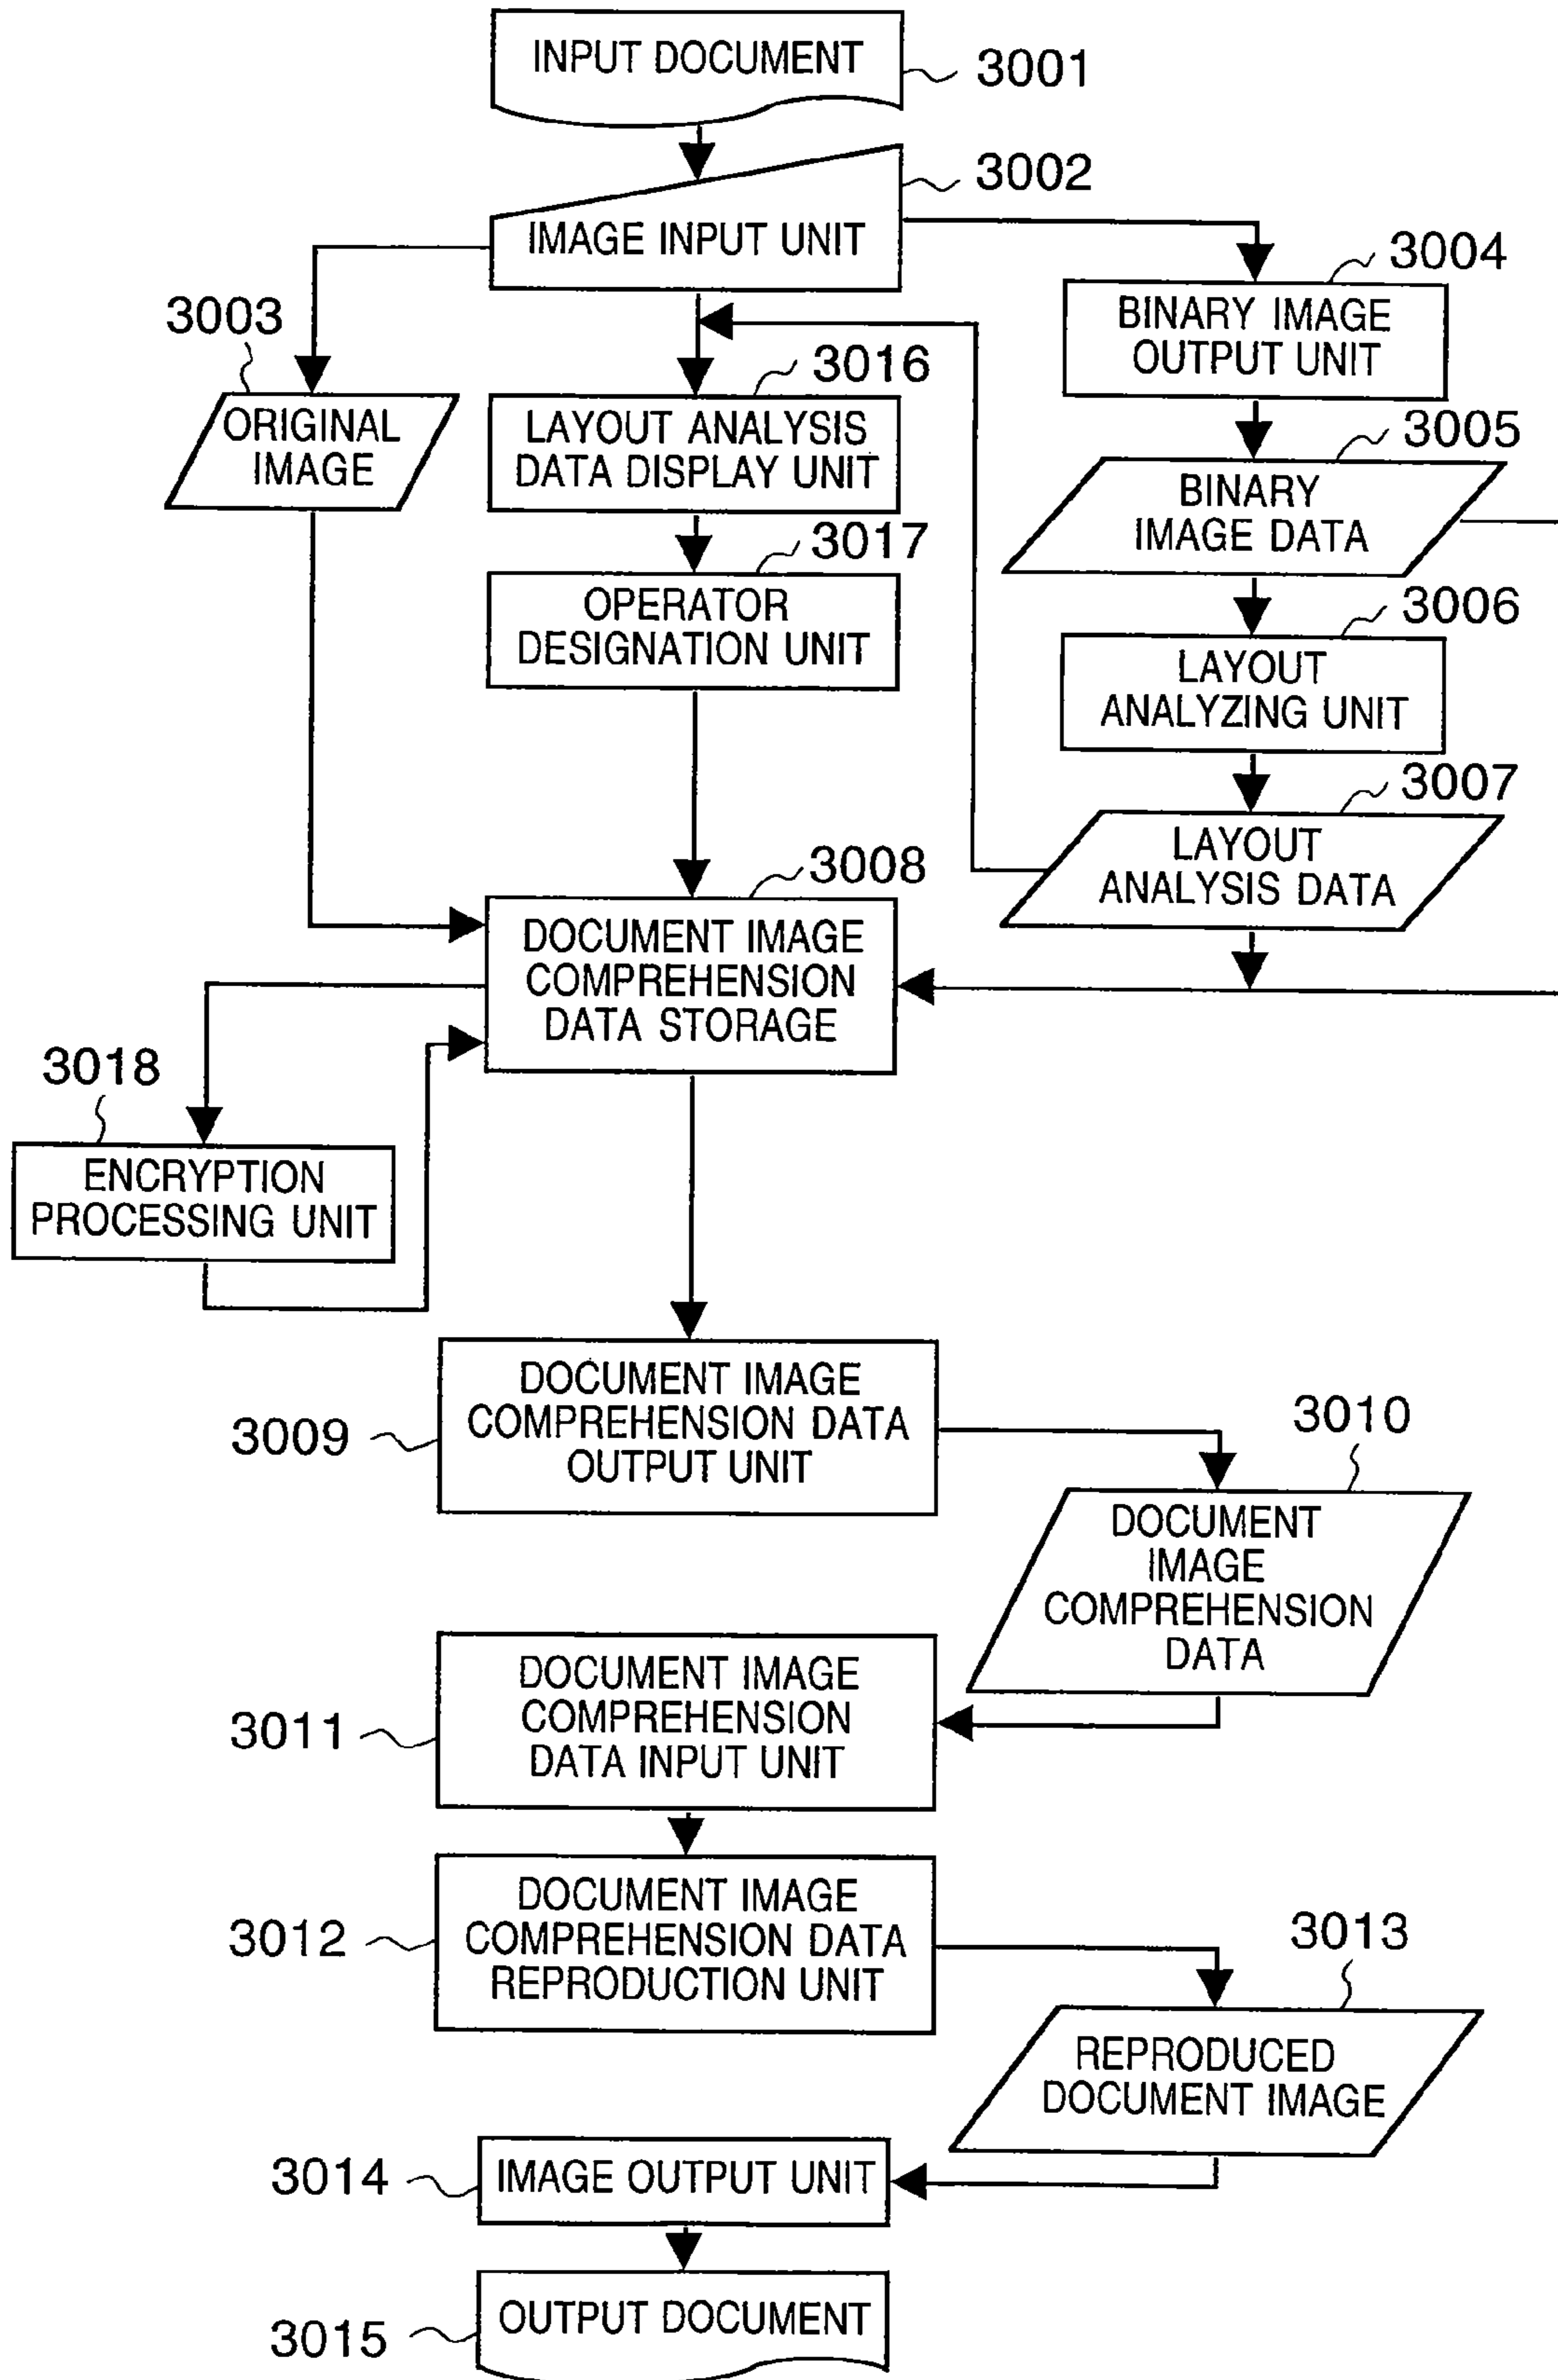 INPUT DOCUMENT
3001
3002
IMAGE INPUT UNIT
3004
BINARY IMAGE
OUTPUT UNIT
3003
ORIGINAL
IMAGE
3016
LAYOUT ANALYSIS
DATA DISPLAY UNIT
3005
BINARY
IMAGE DATA
3017
OPERATOR
DESIGNATION UNIT
3006
LAYOUT
ANALYZING UNIT
3007
LAYOUT
ANALYSIS DATA
3008
DOCUMENT IMAGE
COMPREHENSION
DATA STORAGE
3018
ENCRYPTION
PROCESSING UNIT
3009
DOCUMENT IMAGE
COMPREHENSION DATA
OUTPUT UNIT
3010
DOCUMENT
IMAGE
COMPREHENSION
DATA
3011
DOCUMENT IMAGE
COMPREHENSION
DATA INPUT UNIT
3012
DOCUMENT IMAGE
COMPREHENSION DATA
REPRODUCTION UNIT
3013
REPRODUCED
DOCUMENT IMAGE
3014
IMAGE OUTPUT UNIT
3015
OUTPUT DOCUMENT